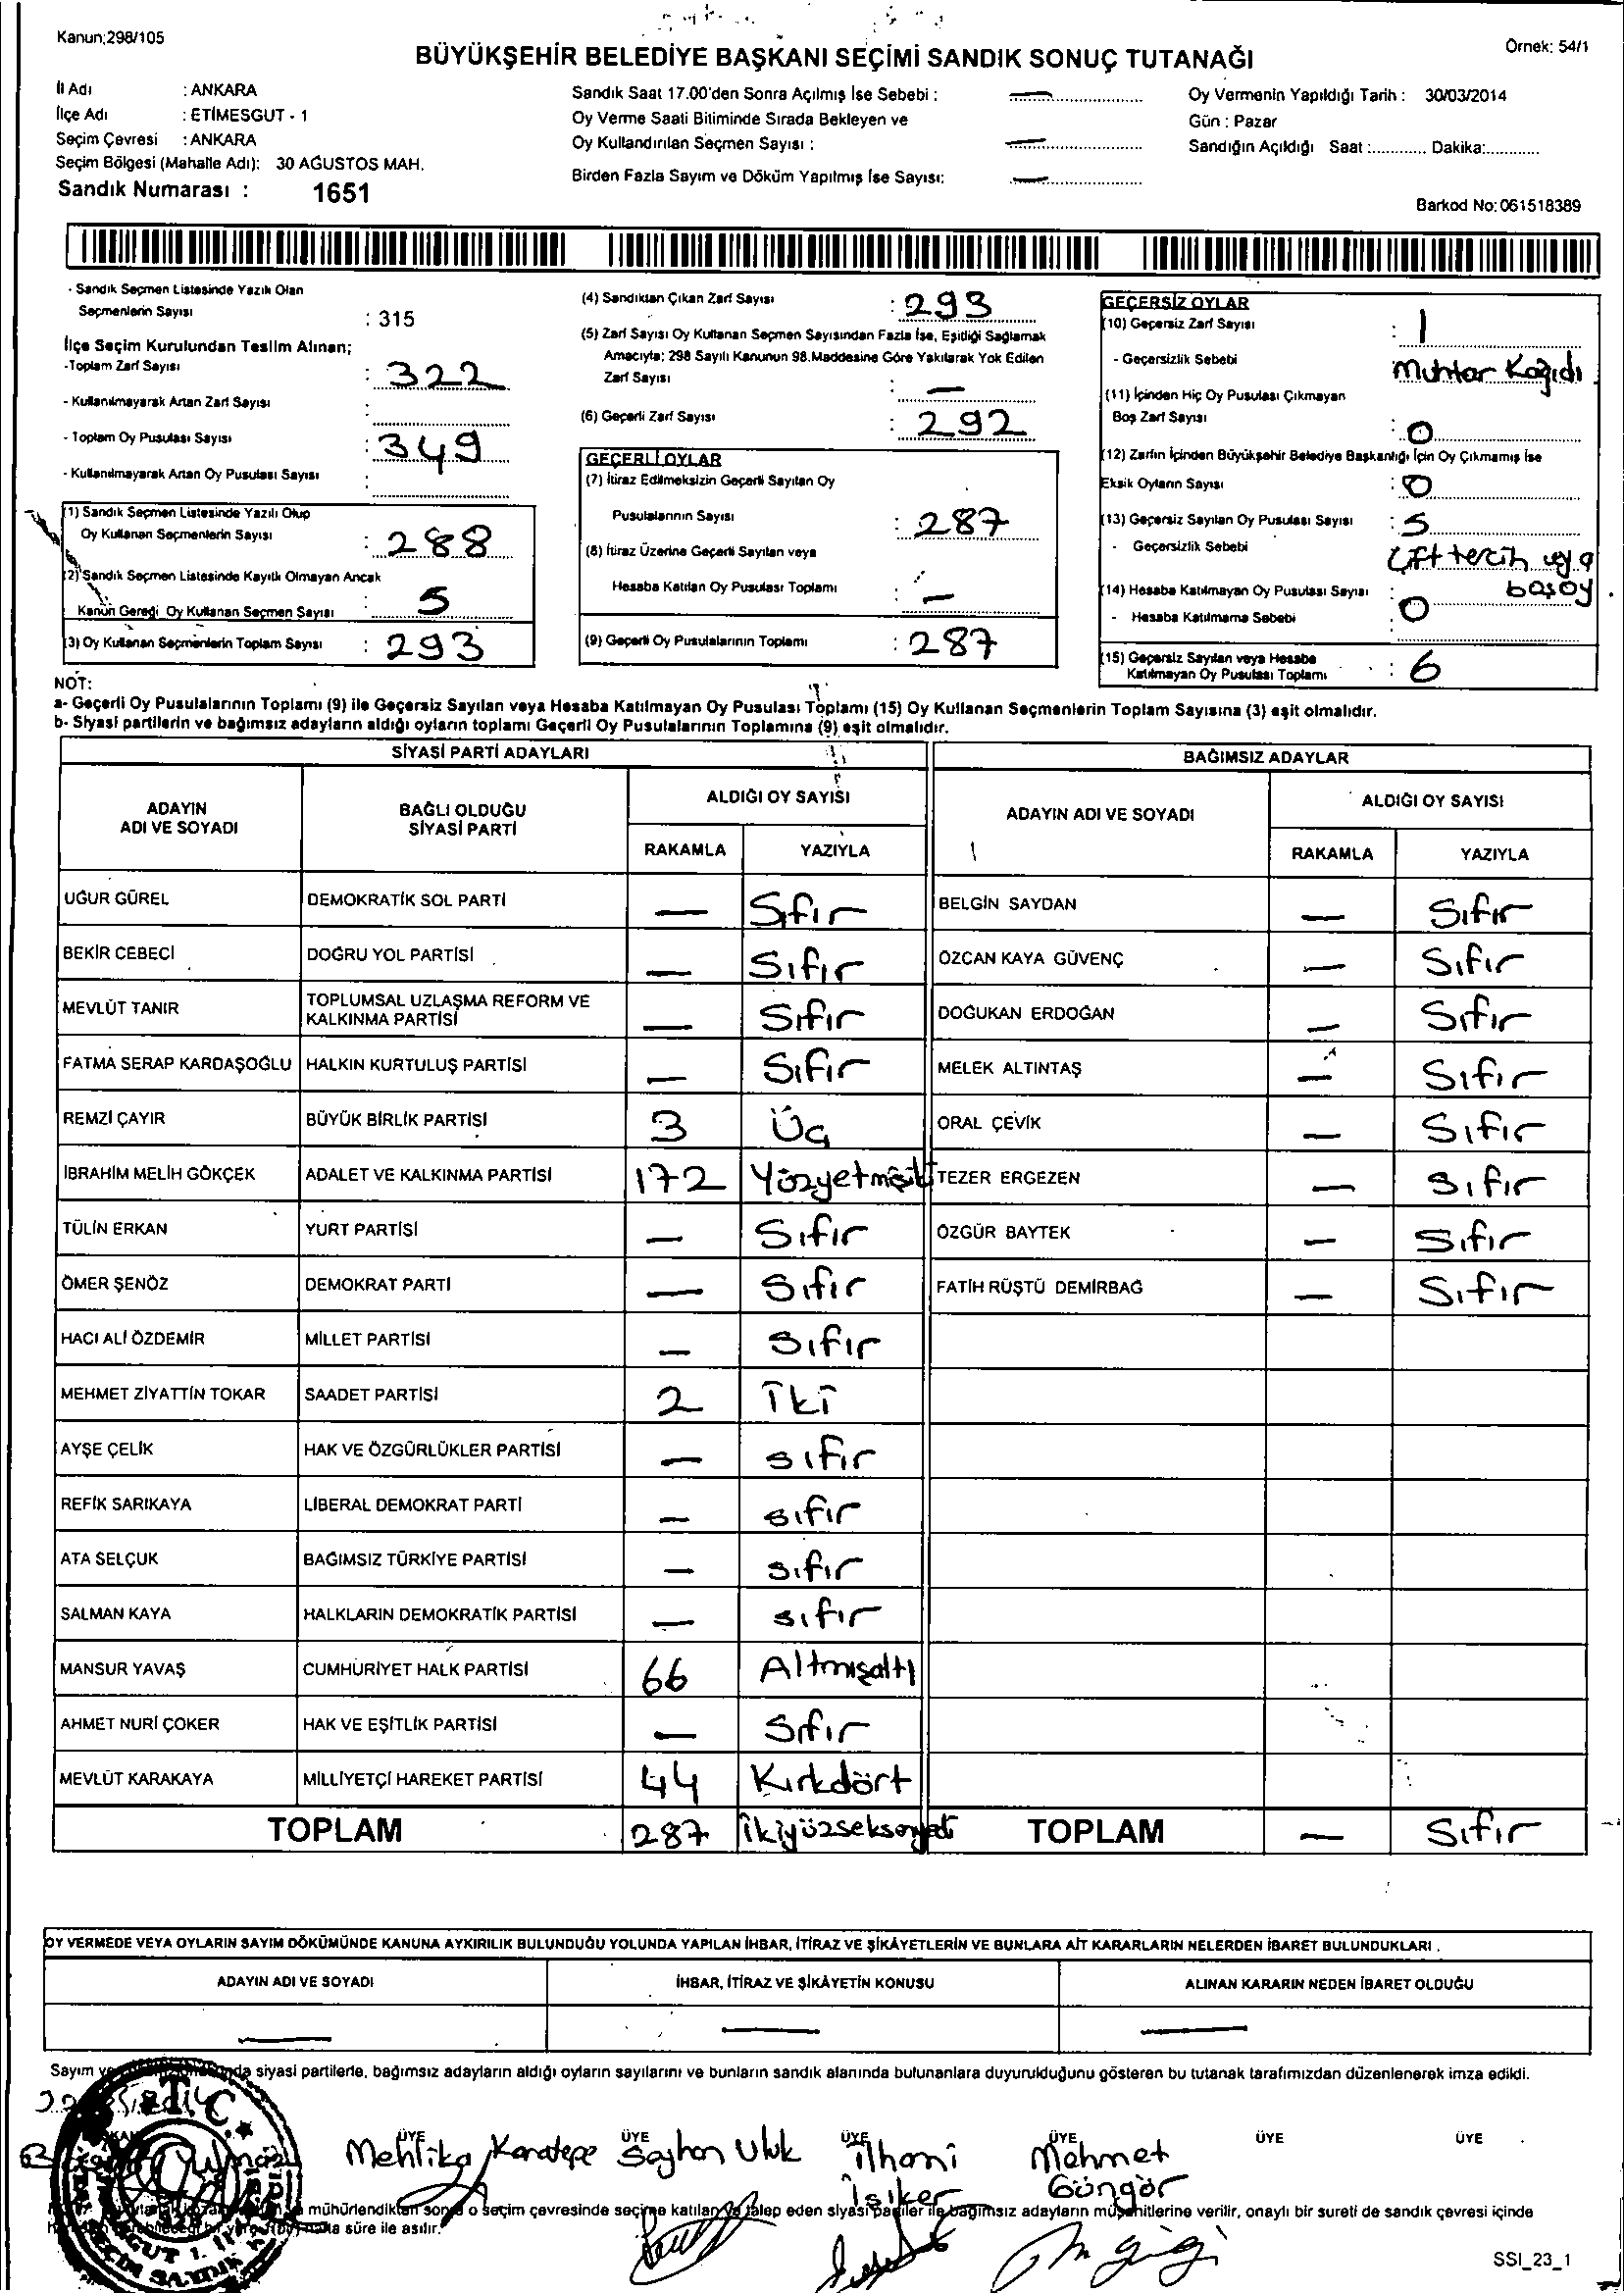 Kanun;298/105
Örnek: 54/1
BÜYÜKŞEHİR BELEDİYE BAŞKANI SEÇİMİ SANDIK SONUÇ TUTANAĞI
İl Adı : ANKARA
İlçe Adı : ETİMESGUT - 1
Seçim Çevresi : ANKARA
Seçim Bölgesi (Mahalle Adı): 30 AĞUSTOS MAH.
Sandık Numarası : 1651
Sandık Saat 17.00'den Sonra Açılmış İse Sebebi : —
Oy Verme Saati Bitiminde Sırada Bekleyen ve
Oy Kullandırılan Seçmen Sayısı : —
Birden Fazla Sayım ve Döküm Yapılmış İse Sayısı: —
Oy Vermenin Yapıldığı Tarih : 30/03/2014
Gün : Pazar
Sandığın Açıldığı Saat :............ Dakika:...........
Barkod No: 061518389
- Sandık Seçmen Listesinde Yazılı Olan
Seçmenlerin Sayısı : 315
İlçe Seçim Kurulundan Teslim Alınan;
-Toplam Zarf Sayısı : 322
- Kullanılmayarak Artan Zarf Sayısı :
- Toplam Oy Pusulası Sayısı : 349
- Kullanılmayarak Artan Oy Pusulası Sayısı :
(1) Sandık Seçmen Listesinde Yazılı Olup
Oy Kullanan Seçmenlerin Sayısı : 288
(2) Sandık Seçmen Listesinde Kayıtlı Olmayan Ancak
Kanun Gereği Oy Kullanan Seçmen Sayısı : 5
(3) Oy Kullanan Seçmenlerin Toplam Sayısı : 293
(4) Sandıktan Çıkan Zarf Sayısı : 293
(5) Zarf Sayısı Oy Kullanan Seçmen Sayısından Fazla İse, Eşitliği Sağlamak
Amacıyla; 298 Sayılı Kanunun 98.Maddesine Göre Yakılarak Yok Edilen
Zarf Sayısı : —
(6) Geçerli Zarf Sayısı : 292
GEÇERLİ OYLAR
(7) İtiraz Edilmeksizin Geçerli Sayılan Oy
Pusulalarının Sayısı : 287
(8) İtiraz Üzerine Geçerli Sayılan veya
Hesaba Katılan Oy Pusulası Toplamı : —
(9) Geçerli Oy Pusulalarının Toplamı : 287
GEÇERSİZ OYLAR
(10) Geçersiz Zarf Sayısı : 1
- Geçersizlik Sebebi Muhtar Kağıdı
(11) İçinden Hiç Oy Pusulası Çıkmayan
Boş Zarf Sayısı : 0
(12) Zarfın İçinden Büyükşehir Belediye Başkanlığı İçin Oy Çıkmamış İse
Eksik Oyların Sayısı : 0
(13) Geçersiz Sayılan Oy Pusulası Sayısı : 5
- Geçersizlik Sebebi Çift tercih veya
boşoy
(14) Hesaba Katılmayan Oy Pusulası Sayısı : 0
- Hesaba Katılmama Sebebi :
(15) Geçersiz Sayılan veya Hesaba
Katılmayan Oy Pusulası Toplamı : 6
NOT:
a- Geçerli Oy Pusulalarının Toplamı (9) ile Geçersiz Sayılan veya Hesaba Katılmayan Oy Pusulası Toplamı (15) Oy Kullanan Seçmenlerin Toplam Sayısına (3) eşit olmalıdır.
b- Siyasi partilerin ve bağımsız adayların aldığı oyların toplamı Geçerli Oy Pusulalarının Toplamına (9) eşit olmalıdır.
SİYASİ PARTİ ADAYLARI BAĞIMSIZ ADAYLAR
ADAYIN ADI VE SOYADI BAĞLI OLDUĞU SİYASİ PARTİ ALDIĞI OY SAYISI ADAYIN ADI VE SOYADI ALDIĞI OY SAYISI
RAKAMLA YAZIYLA RAKAMLA YAZIYLA
UĞUR GÜREL DEMOKRATİK SOL PARTİ — Sıfır BELGİN SAYDAN — Sıfır
BEKİR CEBECİ DOĞRU YOL PARTİSİ — Sıfır ÖZCAN KAYA GÜVENÇ — Sıfır
MEVLÜT TANIR TOPLUMSAL UZLAŞMA REFORM VE KALKINMA PARTİSİ — Sıfır DOĞUKAN ERDOĞAN — Sıfır
FATMA SERAP KARDAŞOĞLU HALKIN KURTULUŞ PARTİSİ — Sıfır MELEK ALTINTAŞ — Sıfır
REMZİ ÇAYIR BÜYÜK BİRLİK PARTİSİ 3 Üç ORAL ÇEVİK — Sıfır
İBRAHİM MELİH GÖKÇEK ADALET VE KALKINMA PARTİSİ 172 Yüzyetmişiki TEZER ERGEZEN — Sıfır
TÜLİN ERKAN YURT PARTİSİ — Sıfır ÖZGÜR BAYTEK — Sıfır
ÖMER ŞENÖZ DEMOKRAT PARTİ — Sıfır FATİH RÜŞTÜ DEMİRBAĞ — Sıfır
HACI ALİ ÖZDEMİR MİLLET PARTİSİ — Sıfır
MEHMET ZİYATTİN TOKAR SAADET PARTİSİ 2 İki
AYŞE ÇELİK HAK VE ÖZGÜRLÜKLER PARTİSİ — sıfır
REFİK SARIKAYA LİBERAL DEMOKRAT PARTİ — sıfır
ATA SELÇUK BAĞIMSIZ TÜRKİYE PARTİSİ — sıfır
SALMAN KAYA HALKLARIN DEMOKRATİK PARTİSİ — sıfır
MANSUR YAVAŞ CUMHURİYET HALK PARTİSİ 66 Altmışaltı
AHMET NURİ ÇOKER HAK VE EŞİTLİK PARTİSİ — Sıfır
MEVLÜT KARAKAYA MİLLİYETÇİ HAREKET PARTİSİ 44 Kırkdört
TOPLAM 287 İkiyüzseksenyedi TOPLAM — Sıfır
OY VERMEDE VEYA OYLARIN SAYIM DÖKÜMÜNDE KANUNA AYKIRILIK BULUNDUĞU YOLUNDA YAPILAN İHBAR, İTİRAZ VE ŞİKÂYETLERİN VE BUNLARA AİT KARARLARIN NELERDEN İBARET BULUNDUKLARI .
ADAYIN ADI VE SOYADI İHBAR, İTİRAZ VE ŞİKÂYETİN KONUSU ALINAN KARARIN NEDEN İBARET OLDUĞU
— — —
Sayım siyasi partilerle, bağımsız adayların aldığı oyların sayılarını ve bunların sandık alanında bulunanlara duyurulduğunu gösteren bu tutanak tarafımızdan düzenlenerek imza edildi.
T.C.
ÜYE ÜYE ÜYE ÜYE ÜYE ÜYE
Mehlika Karatepe Seyhan Uluk İlhani İşiker Mehmet Güngör
mühürlendikten sonra o seçim çevresinde seçime katılan ve talep eden siyasi partiler ile bağımsız adayların müşahitlerine verilir, onaylı bir sureti de sandık çevresi içinde
hafta süre ile asılır.
SSI_23_1